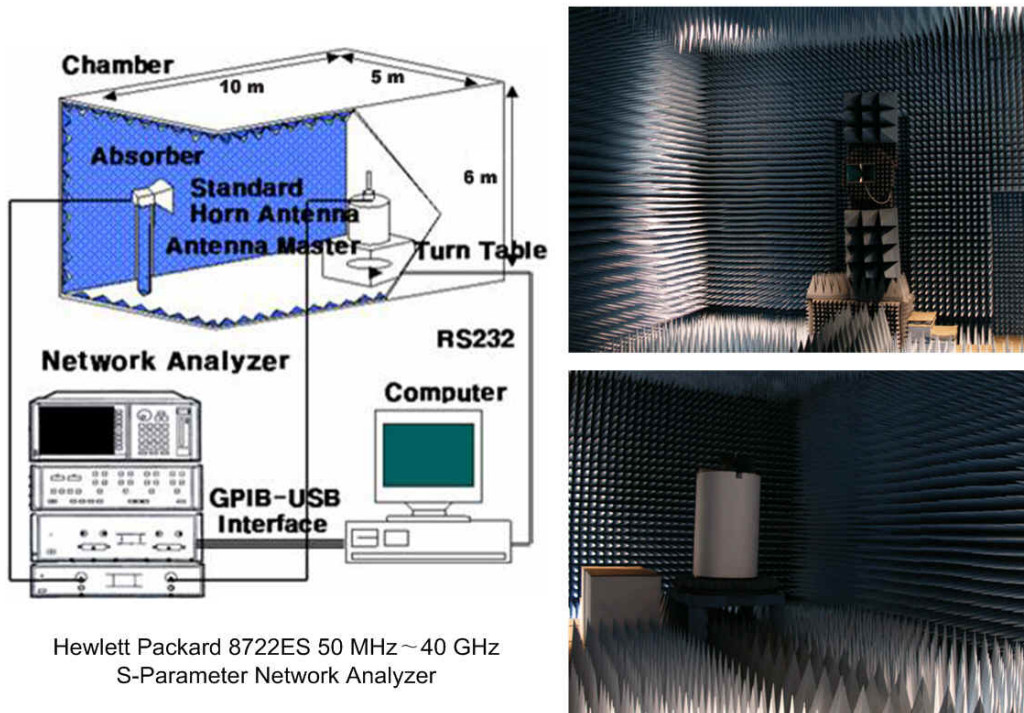 Chamber
10 m
5 m
Absorber
6 m
Standard
Horn Antenna
Antenna Master
Turn Table
RS232
Network Analyzer
Computer
GPIB-USB
Interface
Hewlett Packard 8722ES 50 MHz~40 GHz
S-Parameter Network Analyzer